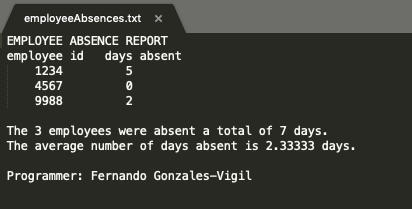 employeeAbsences.txt ×
EMPLOYEE ABSENCE REPORT
employee id   days absent
    1234         5
    4567         0
    9988         2
The 3 employees were absent a total of 7 days.
The average number of days absent is 2.33333 days.
Programmer: Fernando Gonzales-Vigil